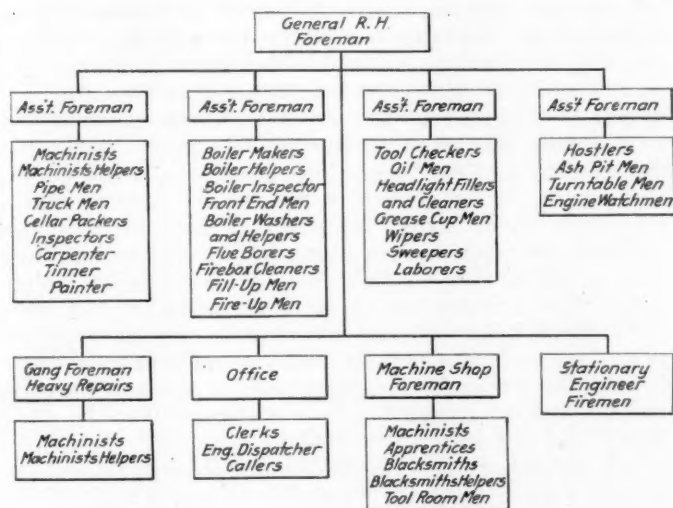 General R.H.
Foreman
Ass't. Foreman
Machinists
Machinists Helpers
Pipe Men
Truck Men
Cellar Packers
Inspectors
Carpenter
Tinner
Painter
Ass't. Foreman
Boiler Makers
Boiler Helpers
Boiler Inspector
Front End Men
Boiler Washers
and Helpers
Flue Borers
Firebox Cleaners
Fill-Up Men
Fire-Up Men
Ass't. Foreman
Tool Checkers
Oil Men
Headlight Fillers
and Cleaners
Grease Cup Men
Wipers
Sweepers
Laborers
Ass't Foreman
Hostlers
Ash Pit Men
Turntable Men
Engine Watchmen
Gang Foreman
Heavy Repairs
Machinists
Machinists Helpers
Office
Clerks
Eng. Dispatcher
Callers
Machine Shop
Foreman
Machinists
Apprentices
Blacksmiths
Blacksmiths Helpers
Tool Room Men
Stationary
Engineer
Firemen